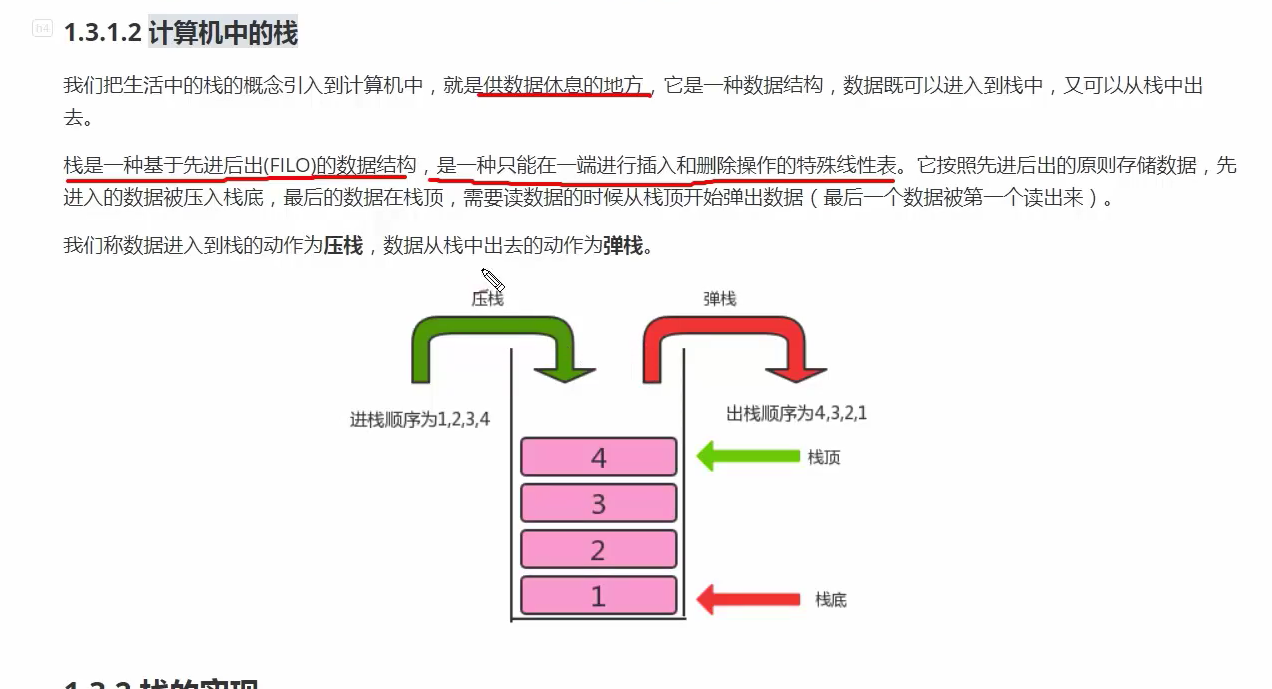 h4
1.3.1.2 计算机中的栈
我们把生活中的栈的概念引入到计算机中，就是供数据休息的地方，它是一种数据结构，数据既可以进入到栈中，又可以从栈中出
去。
栈是一种基于先进后出(FILO)的数据结构，是一种只能在一端进行插入和删除操作的特殊线性表。它按照先进后出的原则存储数据，先
进入的数据被压入栈底，最后的数据在栈顶，需要读数据的时候从栈顶开始弹出数据（最后一个数据被第一个读出来）。
我们称数据进入到栈的动作为压栈，数据从栈中出去的动作为弹栈。
压栈
弹栈
进栈顺序为1,2,3,4
出栈顺序为4,3,2,1
4
栈顶
3
2
1
栈底
1.3.2 栈的实现